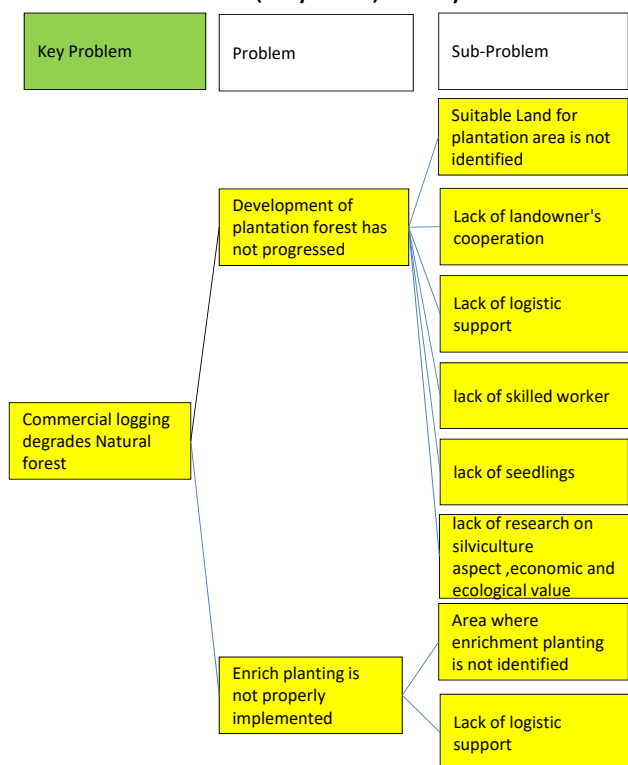 Key Problem
Problem
Sub-Problem
Suitable Land for
plantation area is not
identified
Development of
plantation forest has
not progressed
Lack of landowner's
cooperation
Lack of logistic
support
lack of skilled worker
Commercial logging
degrades Natural
forest
lack of seedlings
lack of research on
silviculture
aspect ,economic and
ecological value
Area where
enrichment planting
is not identified
Enrich planting is
not properly
implemented
Lack of logistic
support